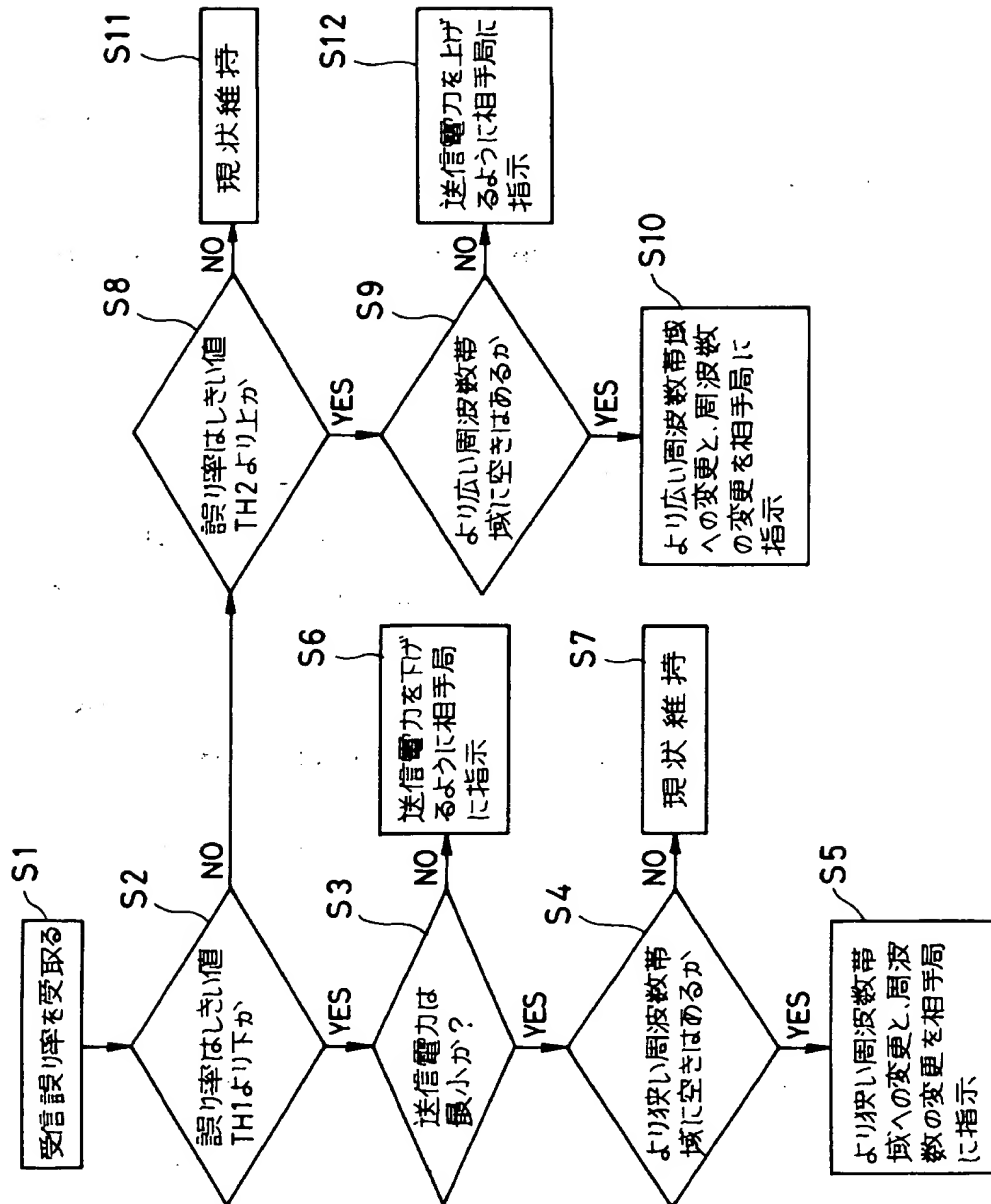 S1
受信誤り率を受取る
S2
誤り率はしきい値
TH1より下か
NO
YES
S3
送信電力は
最小か?
NO
YES
S6
送信電力を下げ
るように相手局
に指示
S4
より狭い周波数帯
域に空きはあるか
NO
YES
S7
現状維持
S5
より狭い周波数帯
域への変更と、周波
数の変更を相手局
に指示
S8
誤り率はしきい値
TH2より上か
NO
YES
S11
現状維持
S9
より広い周波数帯
域に空きはあるか
NO
YES
S12
送信電力を上げ
るように相手局に
指示
S10
より広い周波数帯域
への変更と、周波数
の変更を相手局に
指示